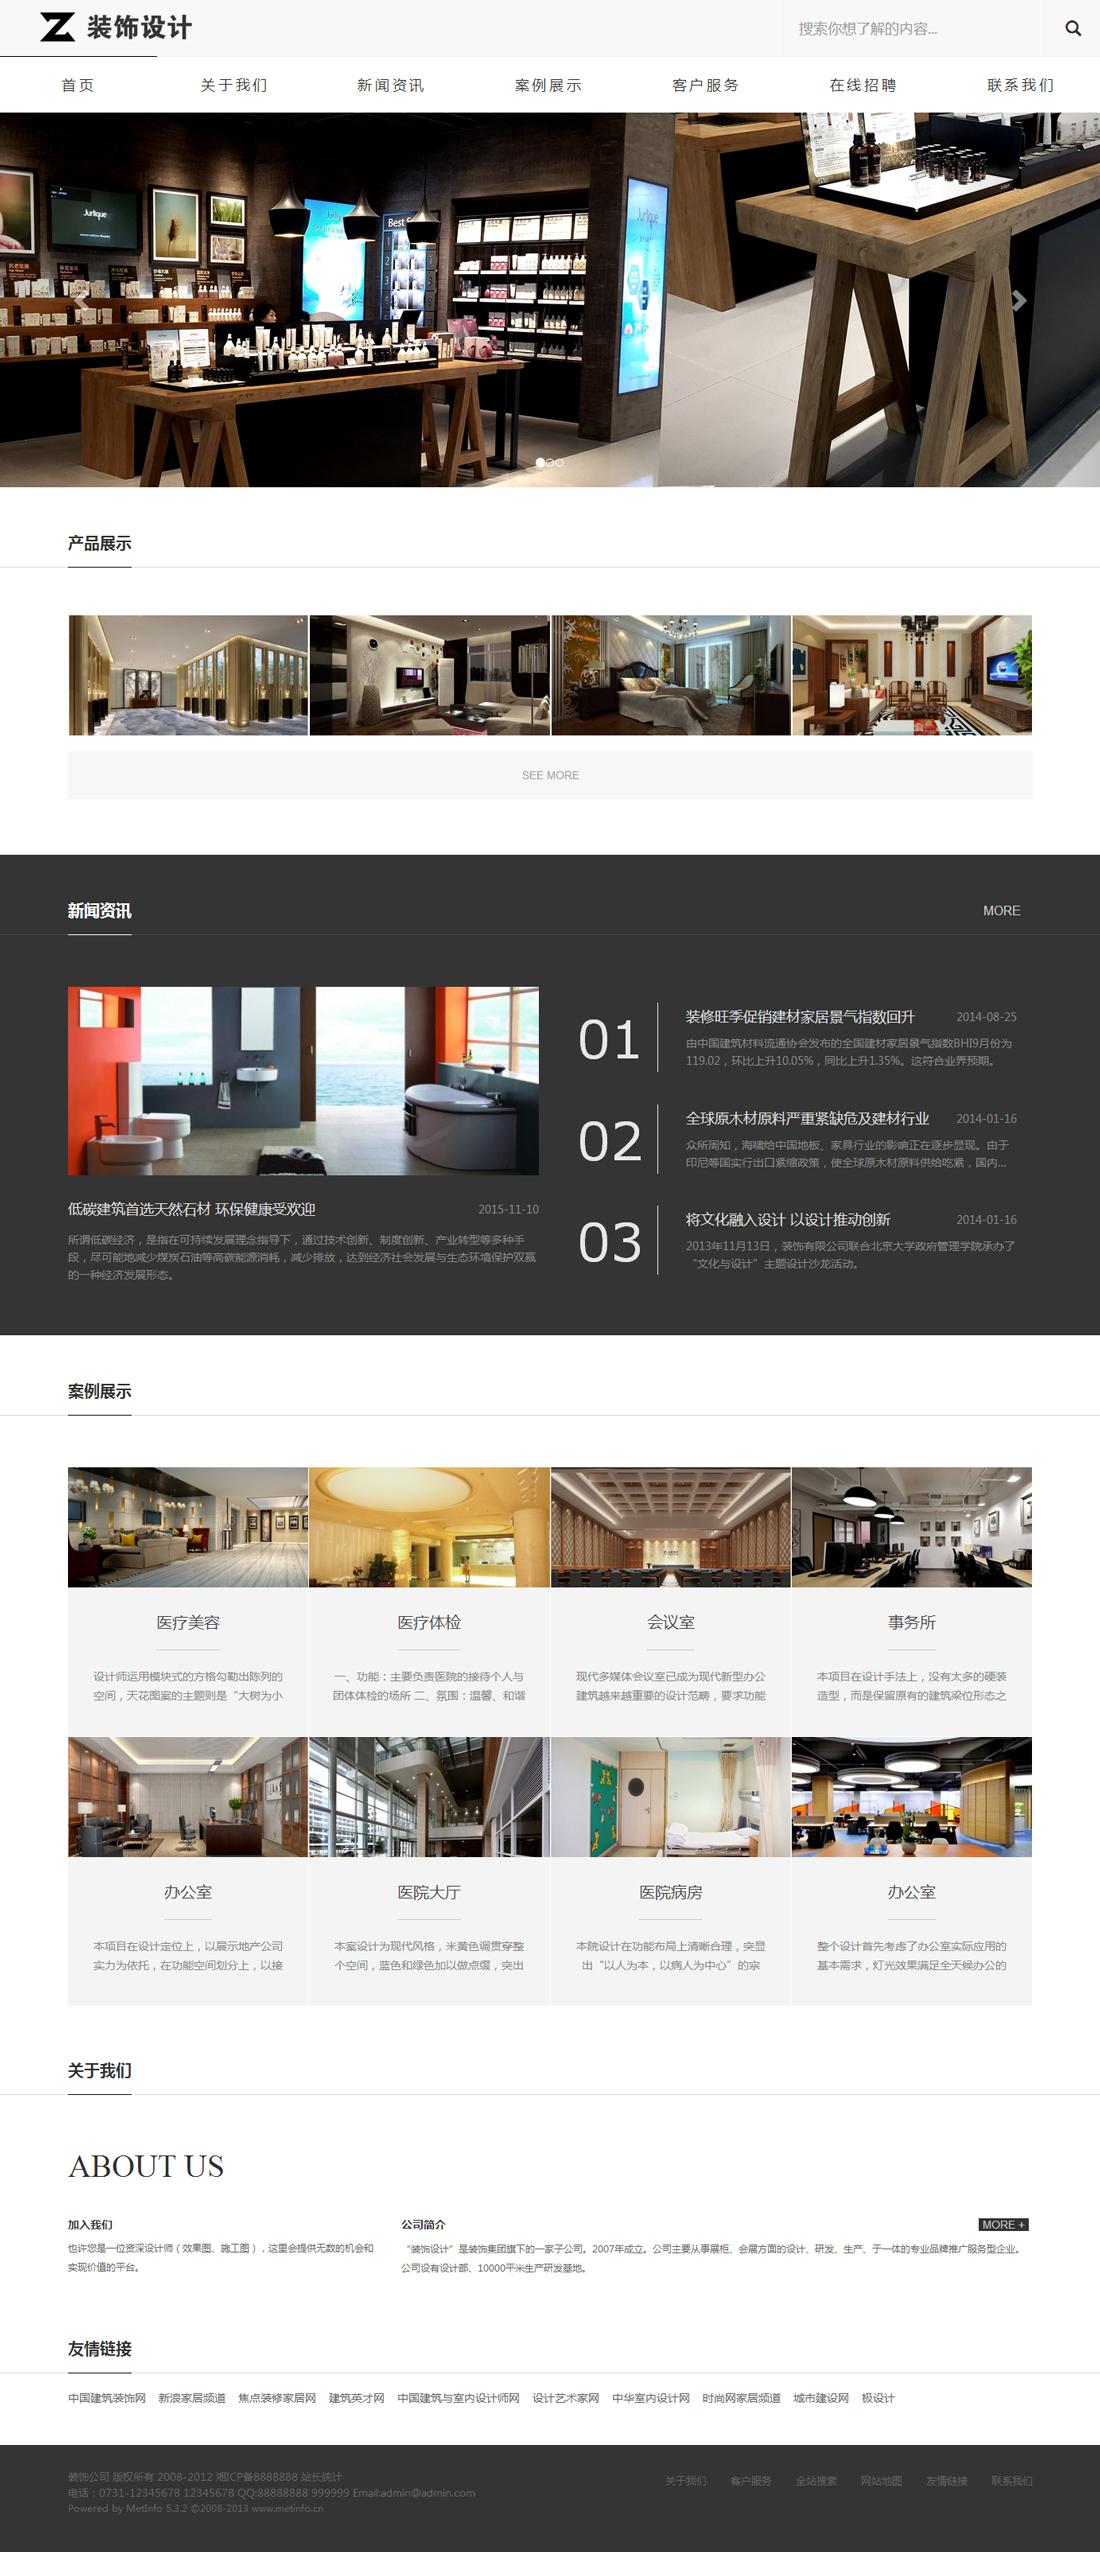 装饰设计
搜索你想了解的内容...
首页 关于我们 新闻资讯 案例展示 客户服务 在线招聘 联系我们
Jurlique
Jurlique
Jurlique
产品展示
SEE MORE
新闻资讯
MORE
低碳建筑首选天然石材 环保健康受欢迎 2015-11-10
所谓低碳经济，是指在可持续发展理念指导下，通过技术创新、制度创新、产业转型等多种手
段，尽可能地减少煤炭石油等高碳能源消耗，减少排放，达到经济社会发展与生态环境保护双赢
的一种经济发展形态。
01
装修旺季促销建材家居景气指数回升 2014-08-25
由中国建筑材料流通协会发布的全国建材家居景气指数BHI9月份为
119.02，环比上升10.05%，同比上升1.35%。这符合业界预期。
02
全球原木材原料严重紧缺危及建材行业 2014-01-16
众所周知，海啸给中国地板、家具行业的影响正在逐步显现。由于
印尼等国实行出口紧缩政策，使全球原木材原料供给吃紧，国内...
03
将文化融入设计 以设计推动创新 2014-01-16
2013年11月13日，装饰有限公司联合北京大学政府管理学院承办了
“文化与设计”主题设计沙龙活动。
案例展示
医疗美容
设计师运用模块式的方格勾勒出陈列的
空间，天花图案的主题则是“大树为小
医疗体检
一、功能：主要负责医院的接待个人与
团体体检的场所 二、氛围：温馨、和谐
会议室
现代多媒体会议室已成为现代新型办公
建筑越来越重要的设计范畴，要求功能
事务所
本项目在设计手法上，没有太多的硬装
造型，而是保留原有的建筑梁位形态之
办公室
本项目在设计定位上，以展示地产公司
实力为依托，在功能空间划分上，以接
医院大厅
本案设计为现代风格，米黄色调贯穿整
个空间，蓝色和绿色加以做点缀，突出
医院病房
本院设计在功能布局上清晰合理，突显
出“以人为本，以病人为中心”的宗
办公室
整个设计首先考虑了办公室实际应用的
基本需求，灯光效果满足全天候办公的
关于我们
ABOUT US
加入我们
也许您是一位资深设计师（效果图、施工图），这里会提供无数的机会和
实现价值的平台。
公司简介
MORE +
“装饰设计”是装饰集团旗下的一家子公司。2007年成立。公司主要从事展柜、会展方面的设计、研发、生产、于一体的专业品牌推广服务型企业。
公司设有设计部、10000平米生产研发基地。
友情链接
中国建筑装饰网 新浪家居频道 焦点装修家居网 建筑英才网 中国建筑与室内设计师网 设计艺术家网 中华室内设计网 时尚网家居频道 城市建设网 极设计
装饰公司 版权所有 2008-2012 湘ICP备8888888 站长统计
电话：0731-12345678 12345678 QQ:88888888 999999 Email:admin@admin.com
Powered by MetInfo 5.3.2 ©2008-2013 www.metinfo.cn
关于我们 客户服务 全站搜索 网站地图 友情链接 联系我们